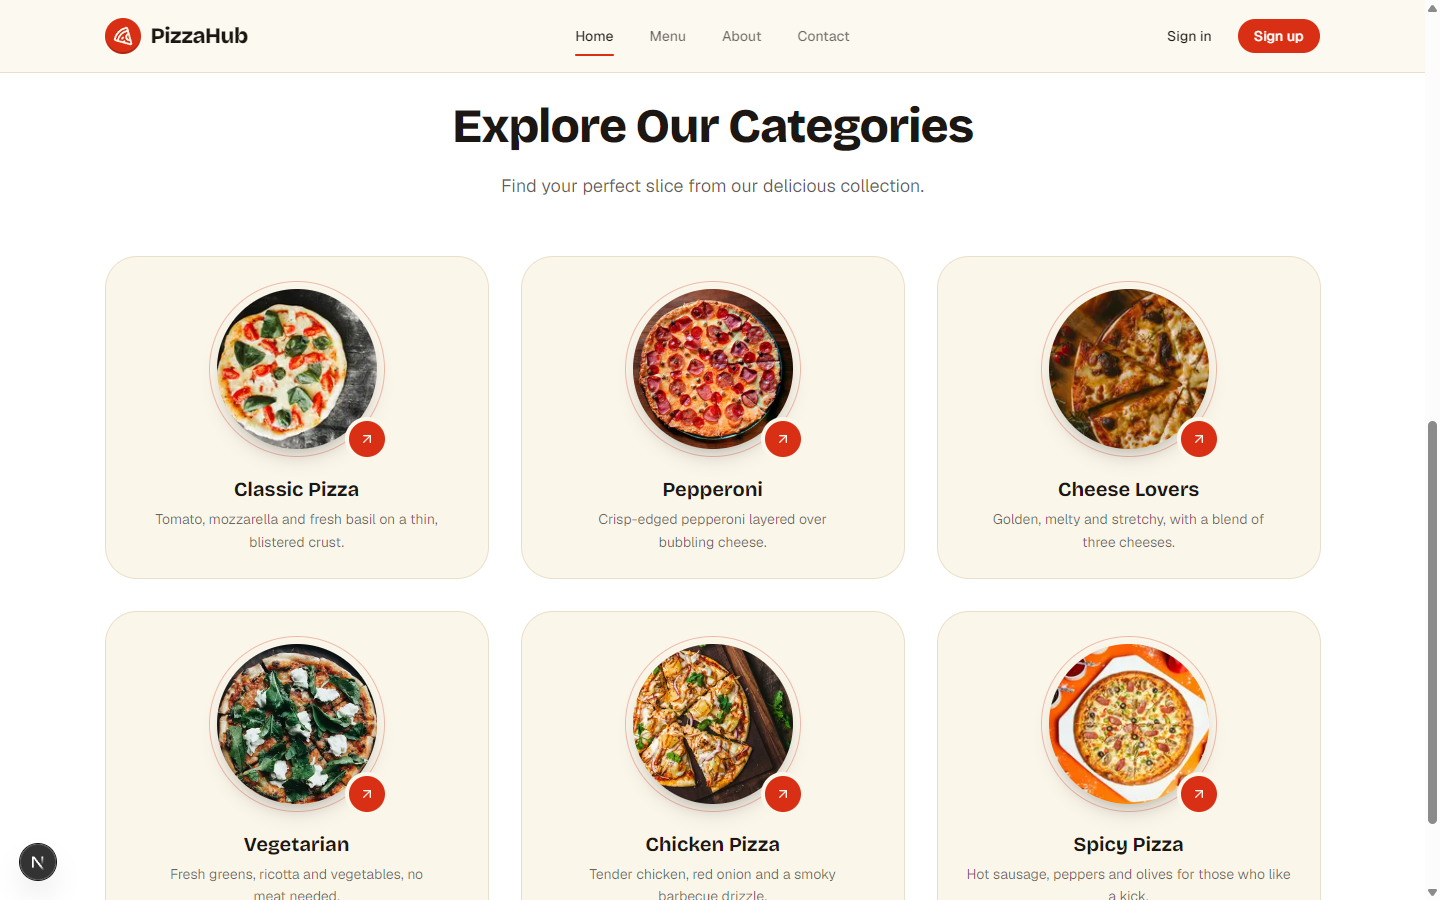 PizzaHub
Home
Menu
About
Contact
Sign in
Sign up
Explore Our Categories
Find your perfect slice from our delicious collection.
Classic Pizza
Tomato, mozzarella and fresh basil on a thin,
blistered crust.
Pepperoni
Crisp-edged pepperoni layered over
bubbling cheese.
Cheese Lovers
Golden, melty and stretchy, with a blend of
three cheeses.
Vegetarian
Fresh greens, ricotta and vegetables, no
meat needed.
Chicken Pizza
Tender chicken, red onion and a smoky
barbecue drizzle.
Spicy Pizza
Hot sausage, peppers and olives for those who like
a kick.
N